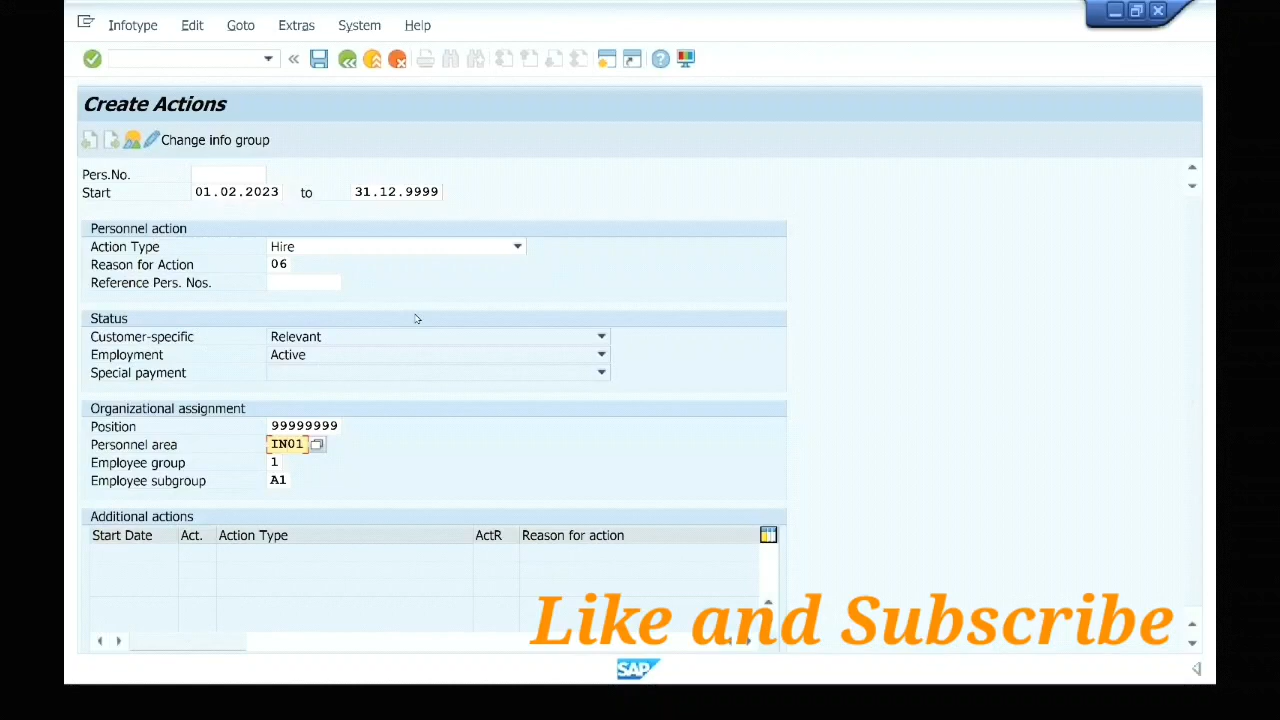 Infotype Edit Goto Extras System Help
Create Actions
Change info group
Pers.No.
Start 01.02.2023 to 31.12.9999
Personnel action
Action Type Hire
Reason for Action 06
Reference Pers. Nos.
Status
Customer-specific Relevant
Employment Active
Special payment
Organizational assignment
Position 99999999
Personnel area IN01
Employee group 1
Employee subgroup A1
Additional actions
Start Date Act. Action Type ActR Reason for action
Like and Subscribe
SAP